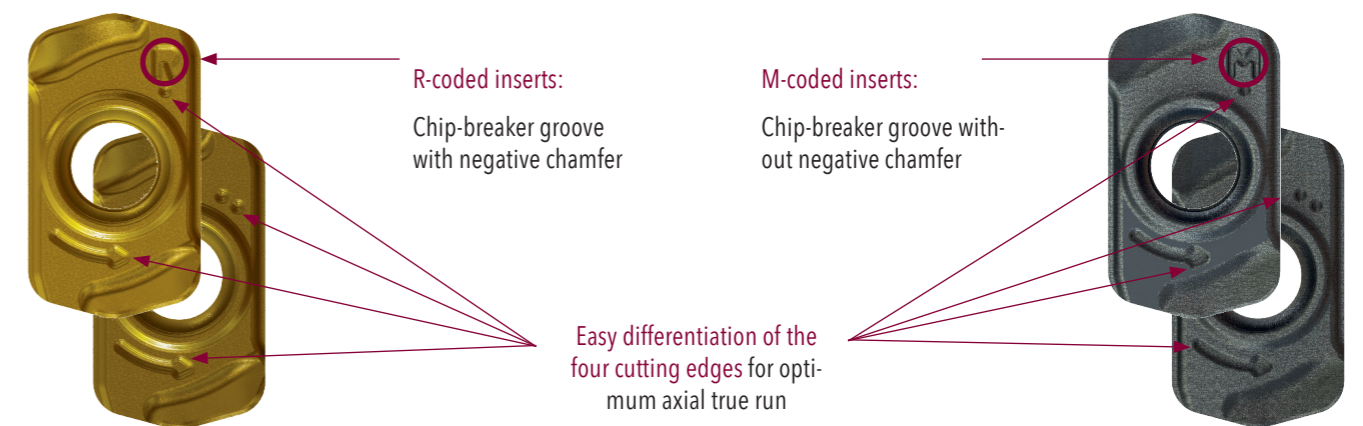 R-coded inserts:
Chip-breaker groove
with negative chamfer
M-coded inserts:
Chip-breaker groove with-
out negative chamfer
M
Easy differentiation of the
four cutting edges for opti-
mum axial true run